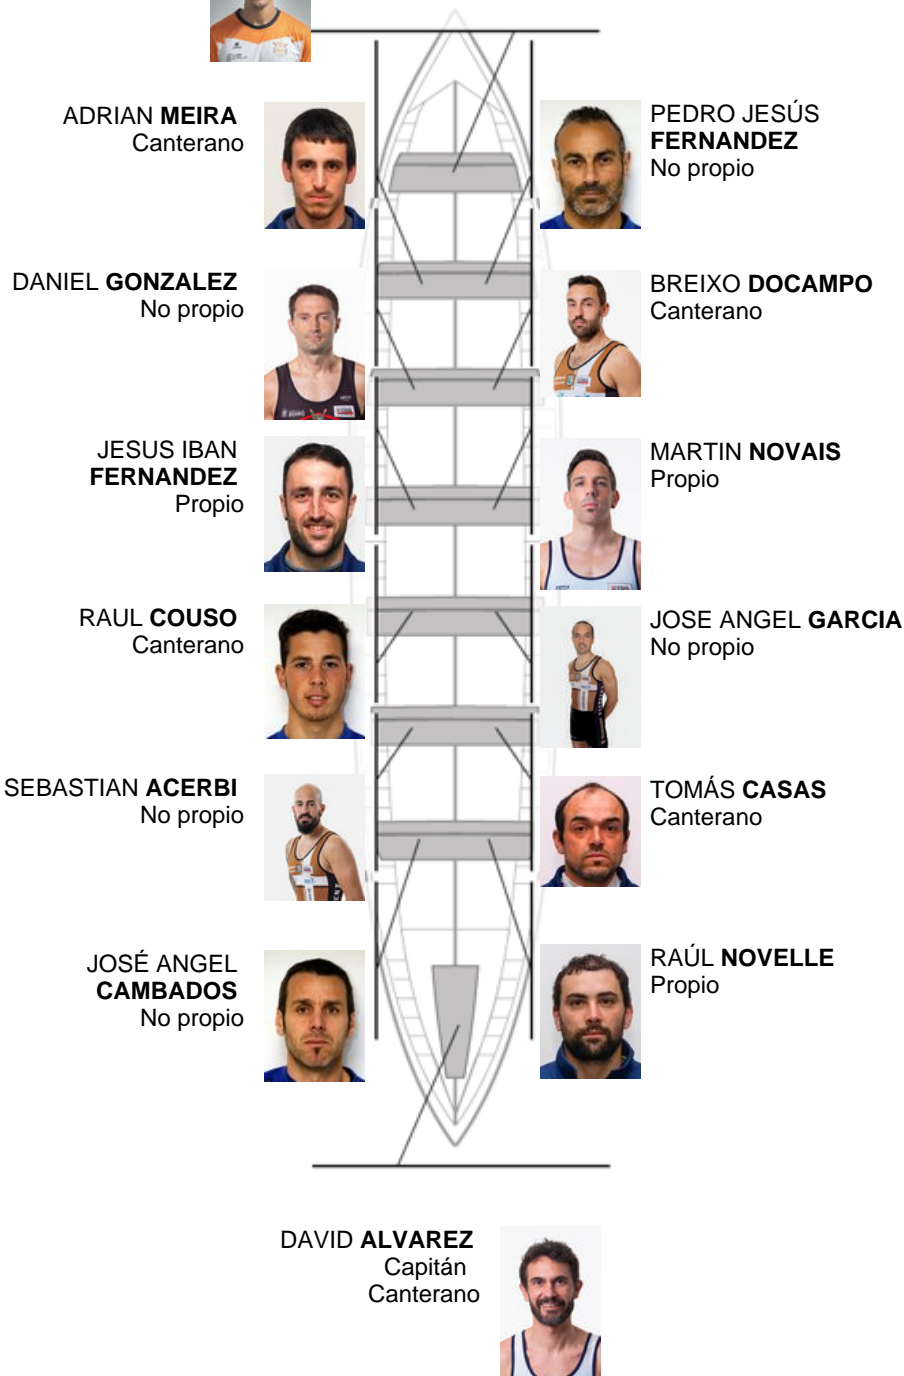 ADRIAN MEIRA
Canterano
PEDRO JESÚS
FERNANDEZ
No propio
DANIEL GONZALEZ
No propio
BREIXO DOCAMPO
Canterano
JESUS IBAN
FERNANDEZ
Propio
MARTIN NOVAIS
Propio
RAUL COUSO
Canterano
JOSE ANGEL GARCIA
No propio
SEBASTIAN ACERBI
No propio
TOMÁS CASAS
Canterano
JOSÉ ANGEL
CAMBADOS
No propio
RAÚL NOVELLE
Propio
DAVID ALVAREZ
Capitán
Canterano